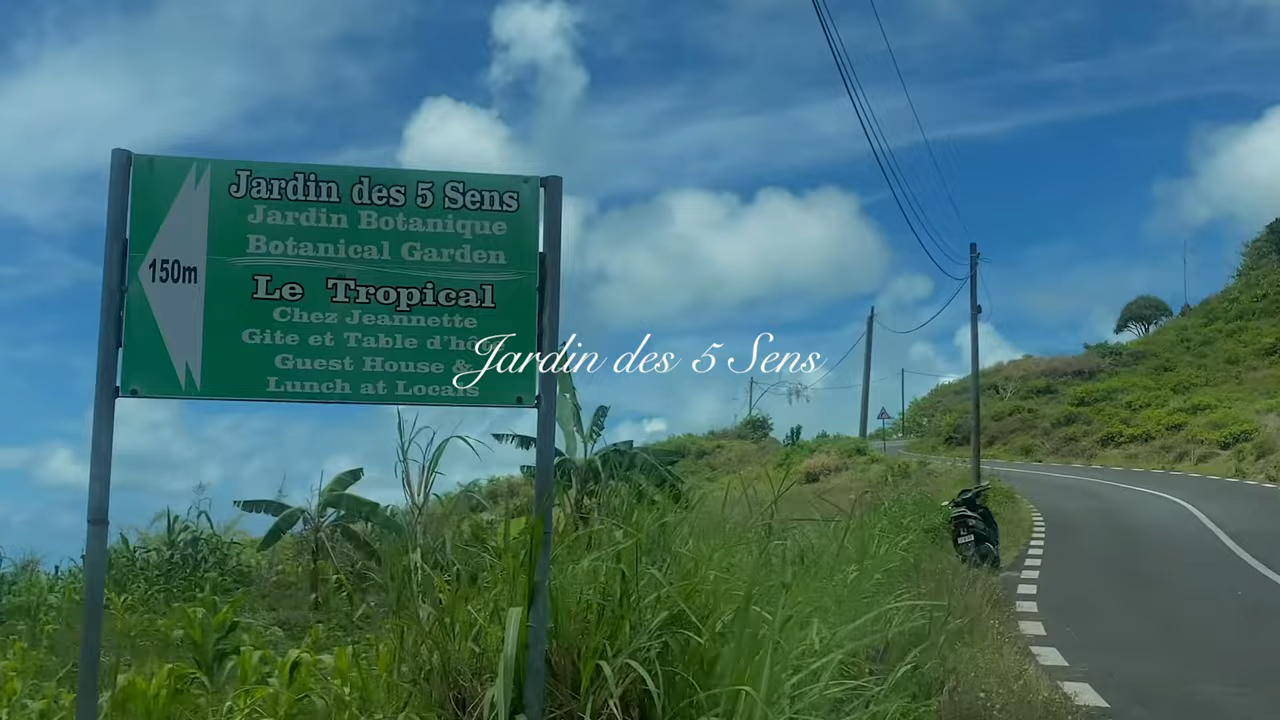 Jardin des 5 Sens
Jardin Botanique
Botanical Garden
150m
Le Tropical
Chez Jeannette
Gite et Table d'hô
Guest House &
Lunch at Locals
Jardin des 5 Sens